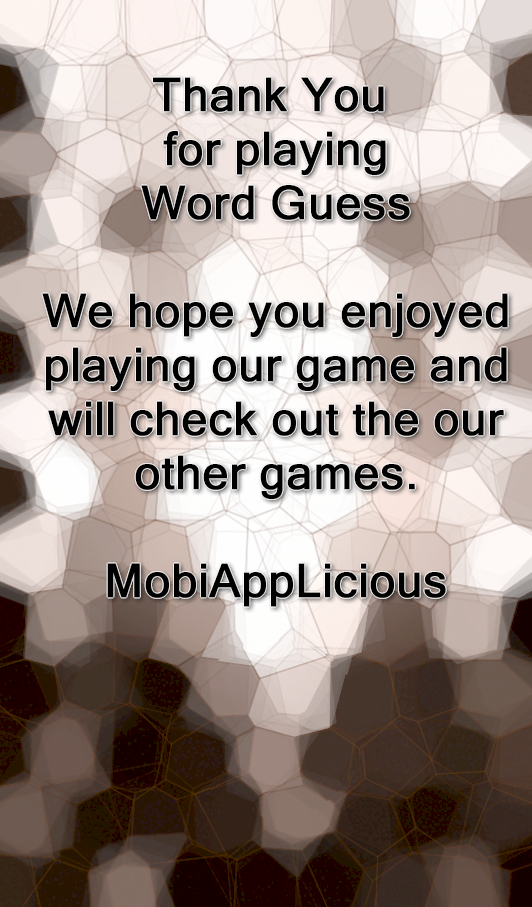 Thank You
for playing
Word Guess
We hope you enjoyed
playing our game and
will check out the our
other games.
MobiAppLicious